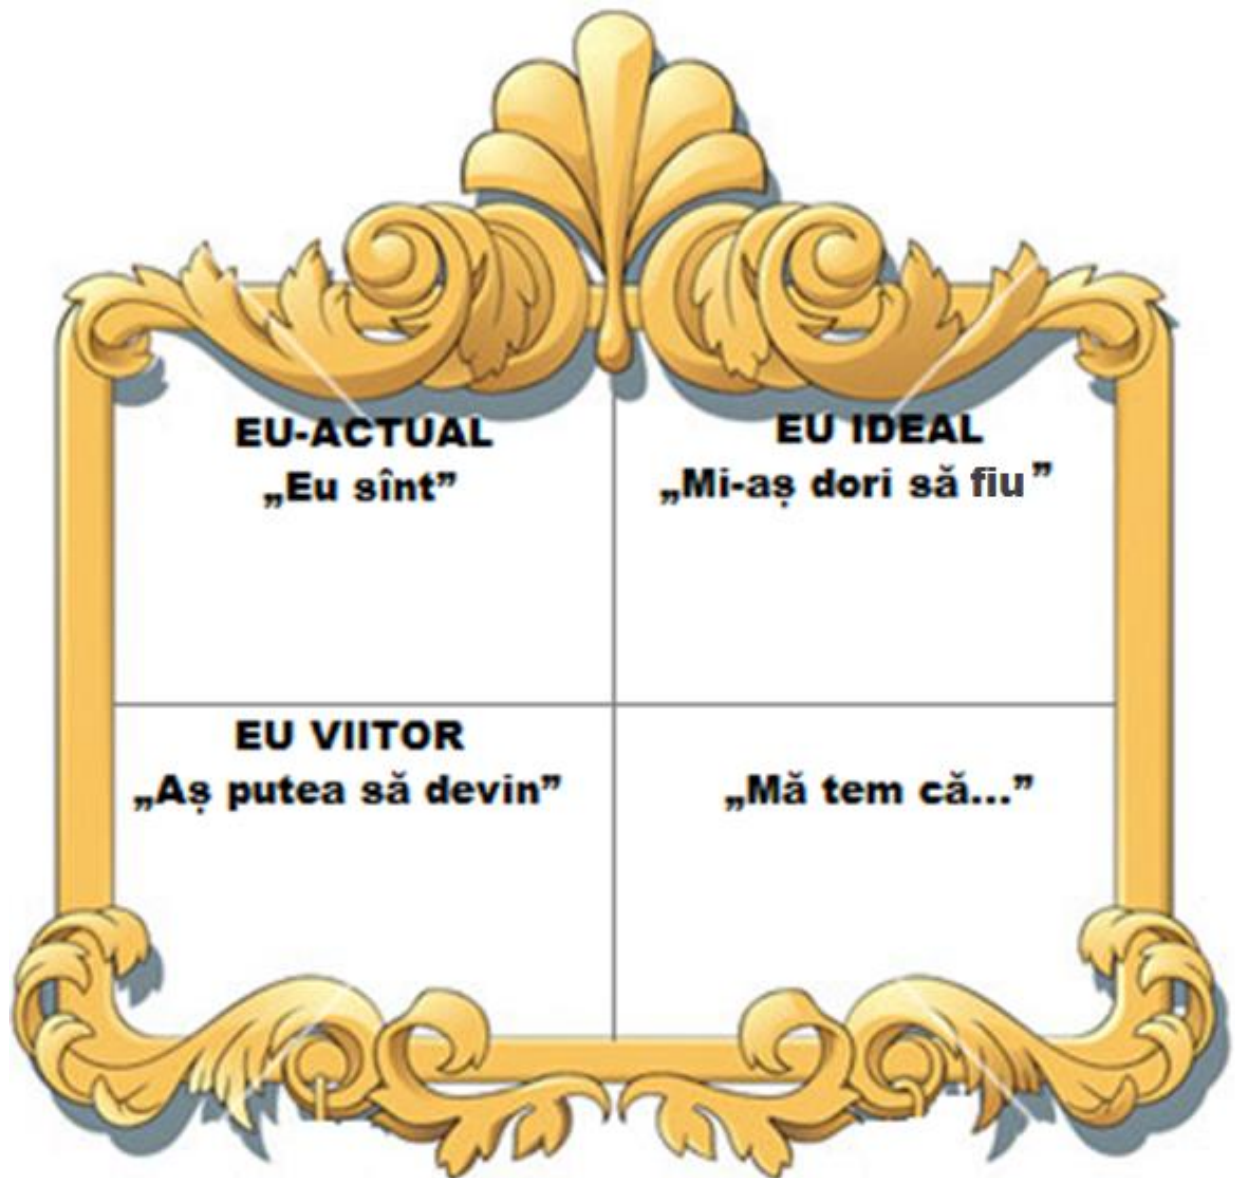 EU-ACTUAL
„Eu sînt”
EU IDEAL
„Mi-aș dori să fiu”
EU VIITOR
„Aș putea să devin”
„Mă tem că...”